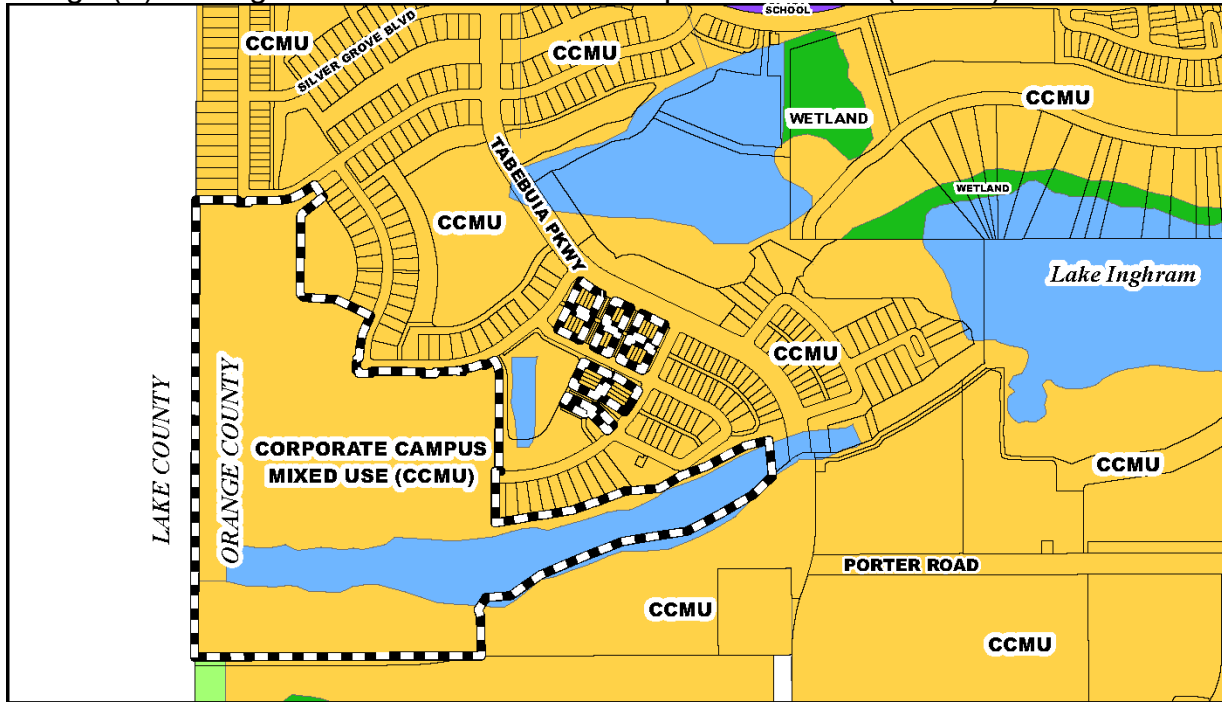 SCHOOL
CCMU
SILVER GROVE BLVD
CCMU
CCMU
WETLAND
TABEBUIA PKWY
WETLAND
CCMU
Lake Inghram
CCMU
LAKE COUNTY
ORANGE COUNTY
CORPORATE CAMPUS
MIXED USE (CCMU)
CCMU
PORTER ROAD
CCMU
CCMU